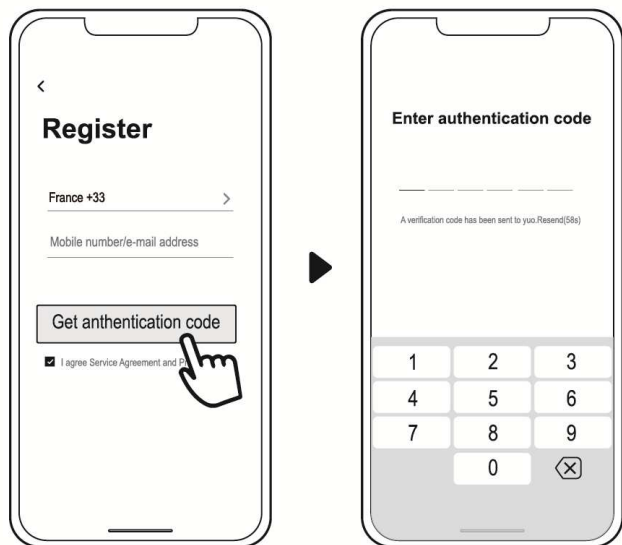 Register
France +33
Mobile number/e-mail address
Get anthentication code
I agree Service Agreement and
Enter authentication code
A verification code has been sent to yuo.Resend(58s)
1 2 3
4 5 6
7 8 9
0